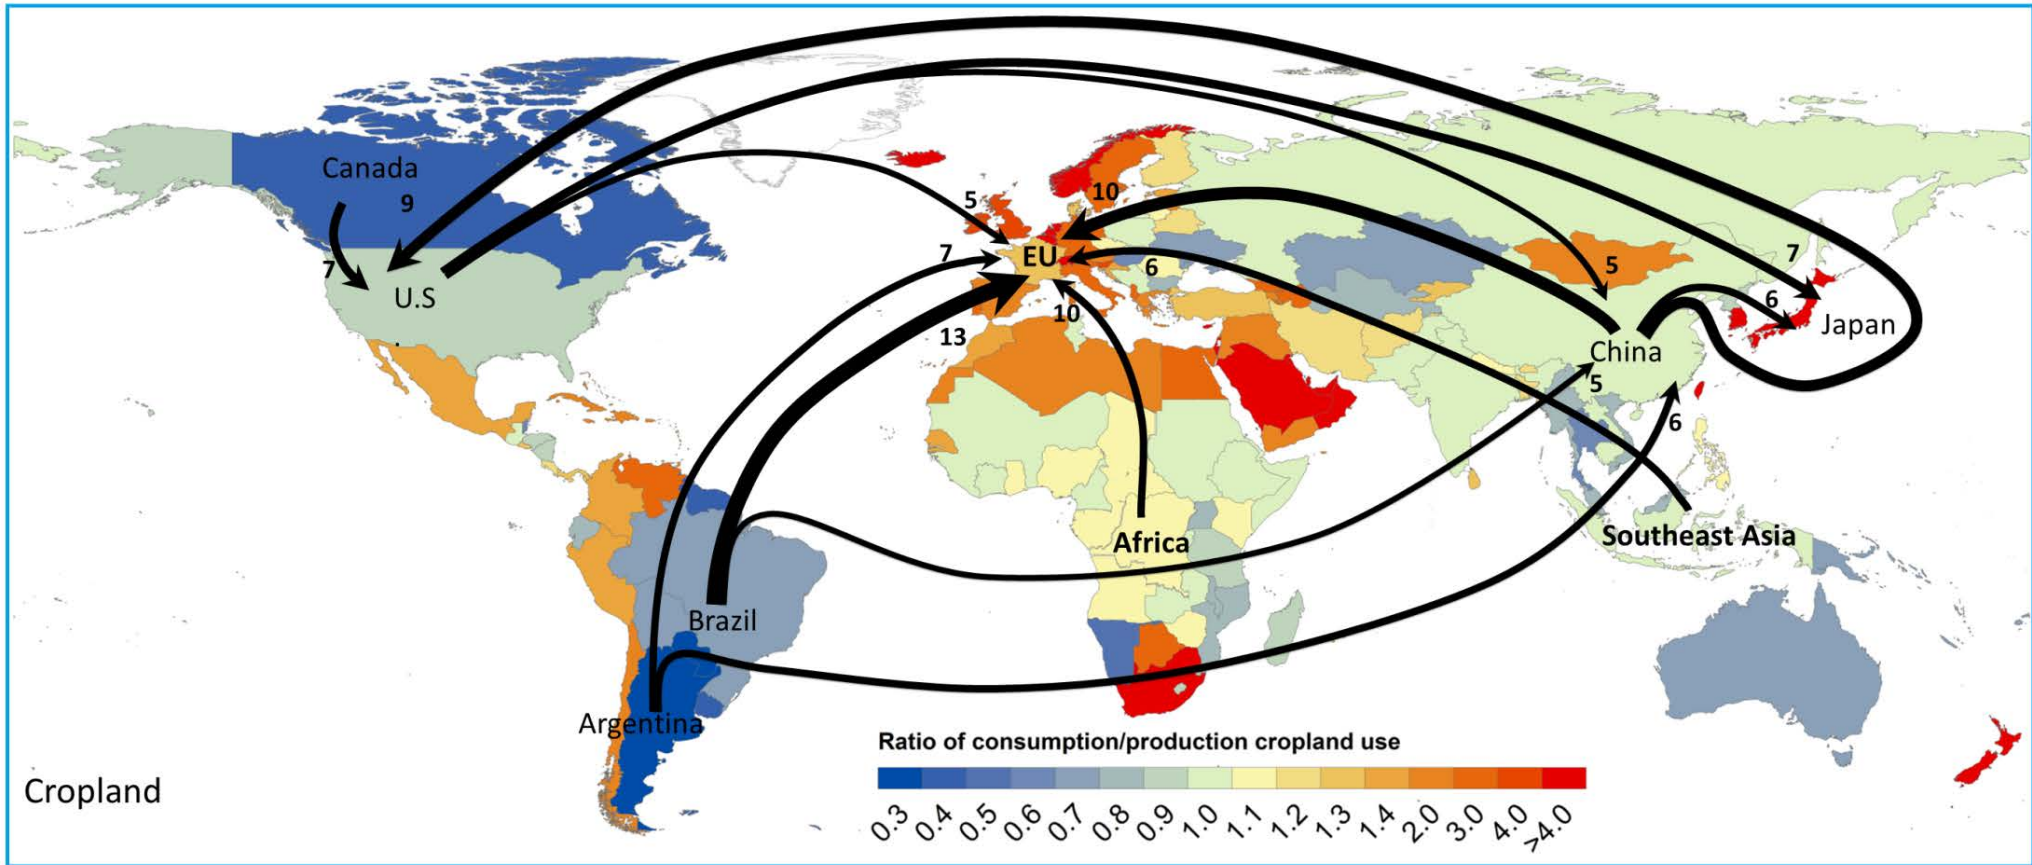 Canada
9
7
U.S
.
5
10
7
EU
6
10
13
5
7
6
Japan
China
5
6
Africa
Southeast Asia
Brazil
Argentina
Ratio of consumption/production cropland use
0.3 0.4 0.5 0.6 0.7 0.8 0.9 1.0 1.1 1.2 1.3 1.4 2.0 3.0 4.0 >4.0
Cropland